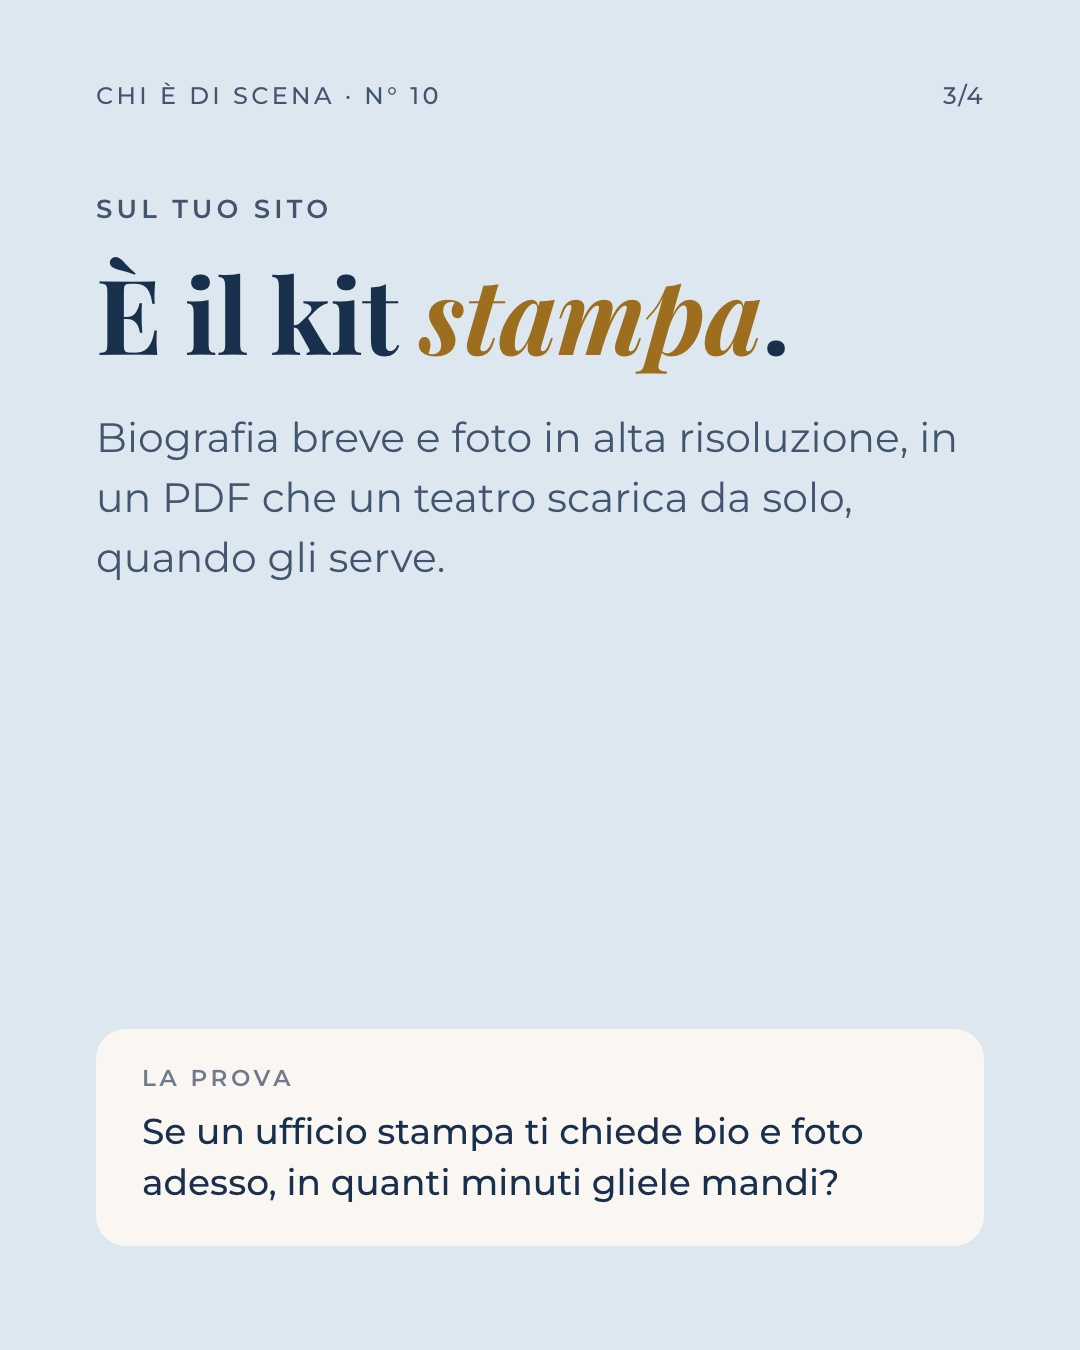 CHI È DI SCENA · N° 10
3/4
SUL TUO SITO
È il kit stampa.
Biografia breve e foto in alta risoluzione, in
un PDF che un teatro scarica da solo,
quando gli serve.
LA PROVA
Se un ufficio stampa ti chiede bio e foto
adesso, in quanti minuti gliele mandi?